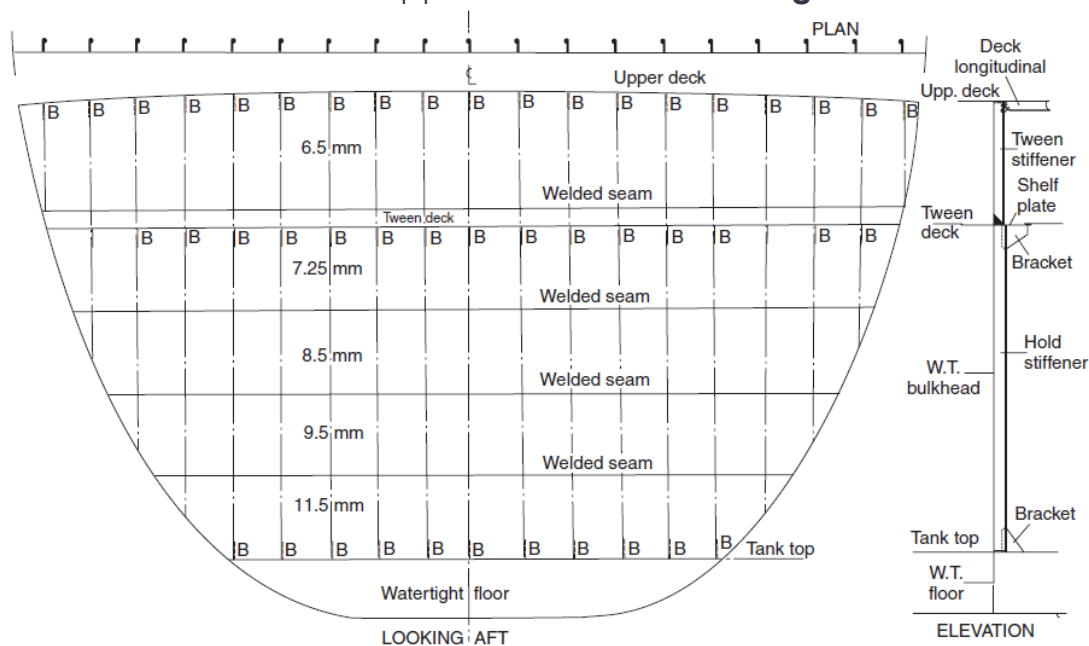 PLAN
℄
Upper deck
B B B B B B B B B B B B B B B B B B B
6.5 mm
Welded seam
Tween deck
B B B B B B B B B B B B B B B
7.25 mm
Welded seam
8.5 mm
Welded seam
9.5 mm
Welded seam
11.5 mm
B B B B B B B B B B B
Tank top
Watertight floor
LOOKING AFT
Deck
longitudinal
Upp. deck
Tween
stiffener
Shelf
plate
Tween
deck
Bracket
Hold
stiffener
W.T.
bulkhead
Bracket
Tank top
W.T.
floor
ELEVATION